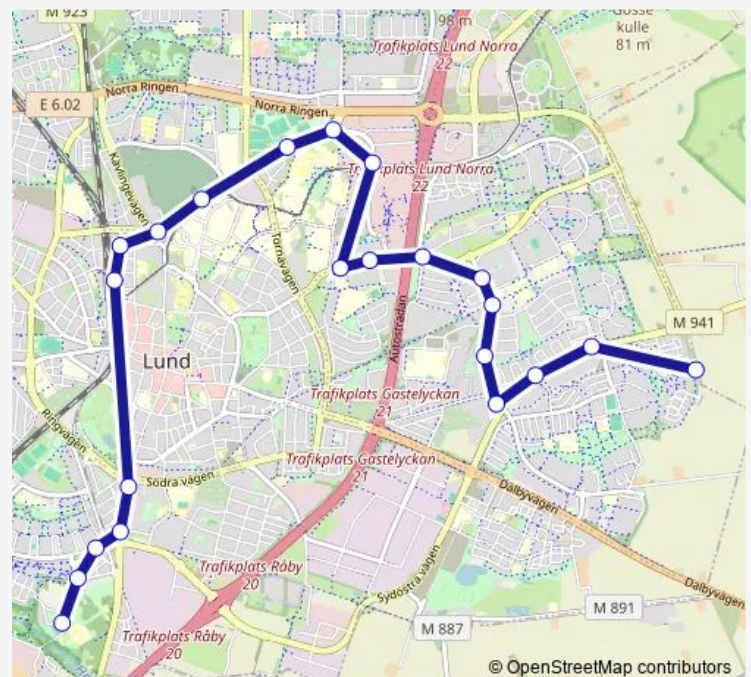 M 923
98 m
Gosse
kulle
81 m
Trafikplats Lund Norra
22
Norra Ringen
E 6.02
Norra Ringen
Kävlingevägen
Trafikplats Lund Norra
22
Tornavägen
Autostradan
M 941
Lund
Trafikplats Gastelyckan
21
Ringvägen
Trafikplats Gastelyckan
21
Södra vägen
Dalbyvägen
Trafikplats Råby
20
Sydöstra vägen
Dalbyvägen
M 891
M 887
Trafikplats Råby
20
© OpenStreetMap contributors